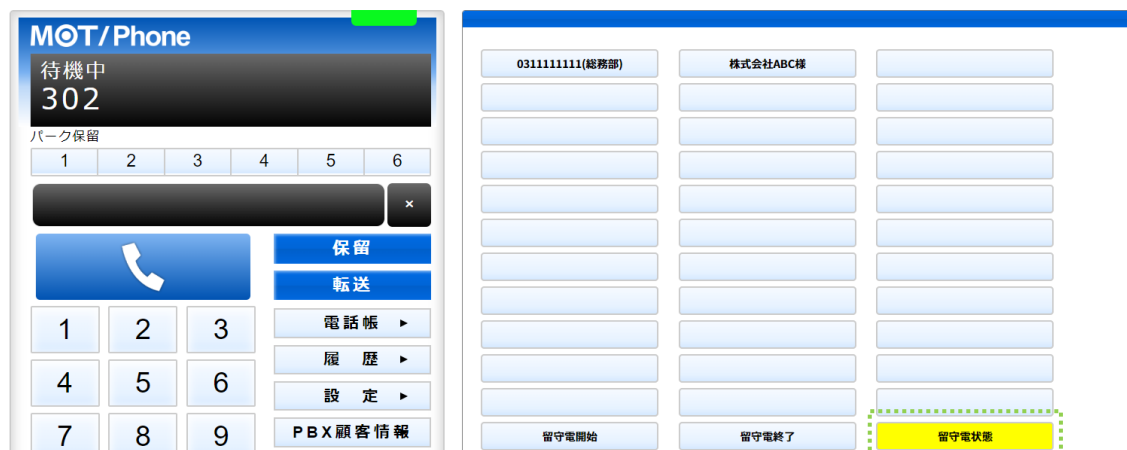 MOT/Phone
待機中
302
パーク保留
1 2 3 4 5 6
×
保留
転送
1 2 3
電話帳 ►
履 歴 ►
4 5 6
設 定 ►
7 8 9
PBX顧客情報
0311111111(総務部) 株式会社ABC様
留守電開始 留守電終了 留守電状態